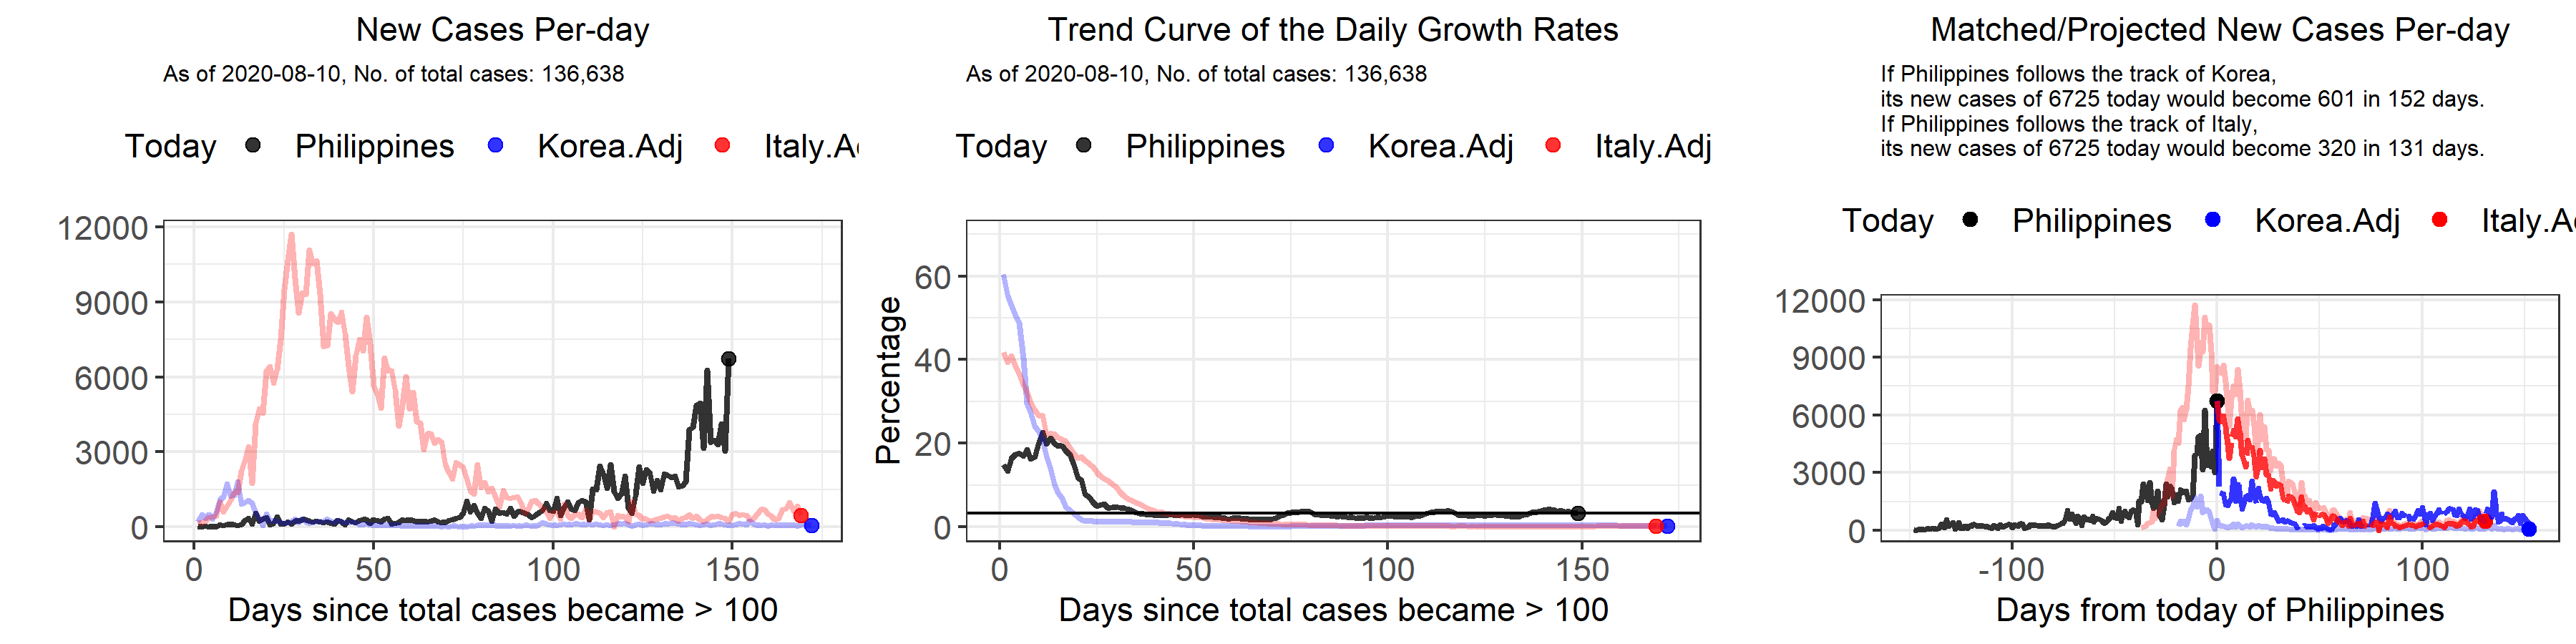 New Cases Per-day
As of 2020-08-10, No. of total cases: 136,638
Today Philippines Korea.Adj Italy.A
12000
9000
6000
3000
0
0 50 100 150
Days since total cases became > 100
Trend Curve of the Daily Growth Rates
As of 2020-08-10, No. of total cases: 136,638
Today Philippines Korea.Adj Italy.Adj
Percentage
60
40
20
0
0 50 100 150
Days since total cases became > 100
Matched/Projected New Cases Per-day
If Philippines follows the track of Korea,
its new cases of 6725 today would become 601 in 152 days.
If Philippines follows the track of Italy,
its new cases of 6725 today would become 320 in 131 days.
Today Philippines Korea.Adj Italy.A
12000
9000
6000
3000
0
-100 0 100
Days from today of Philippines